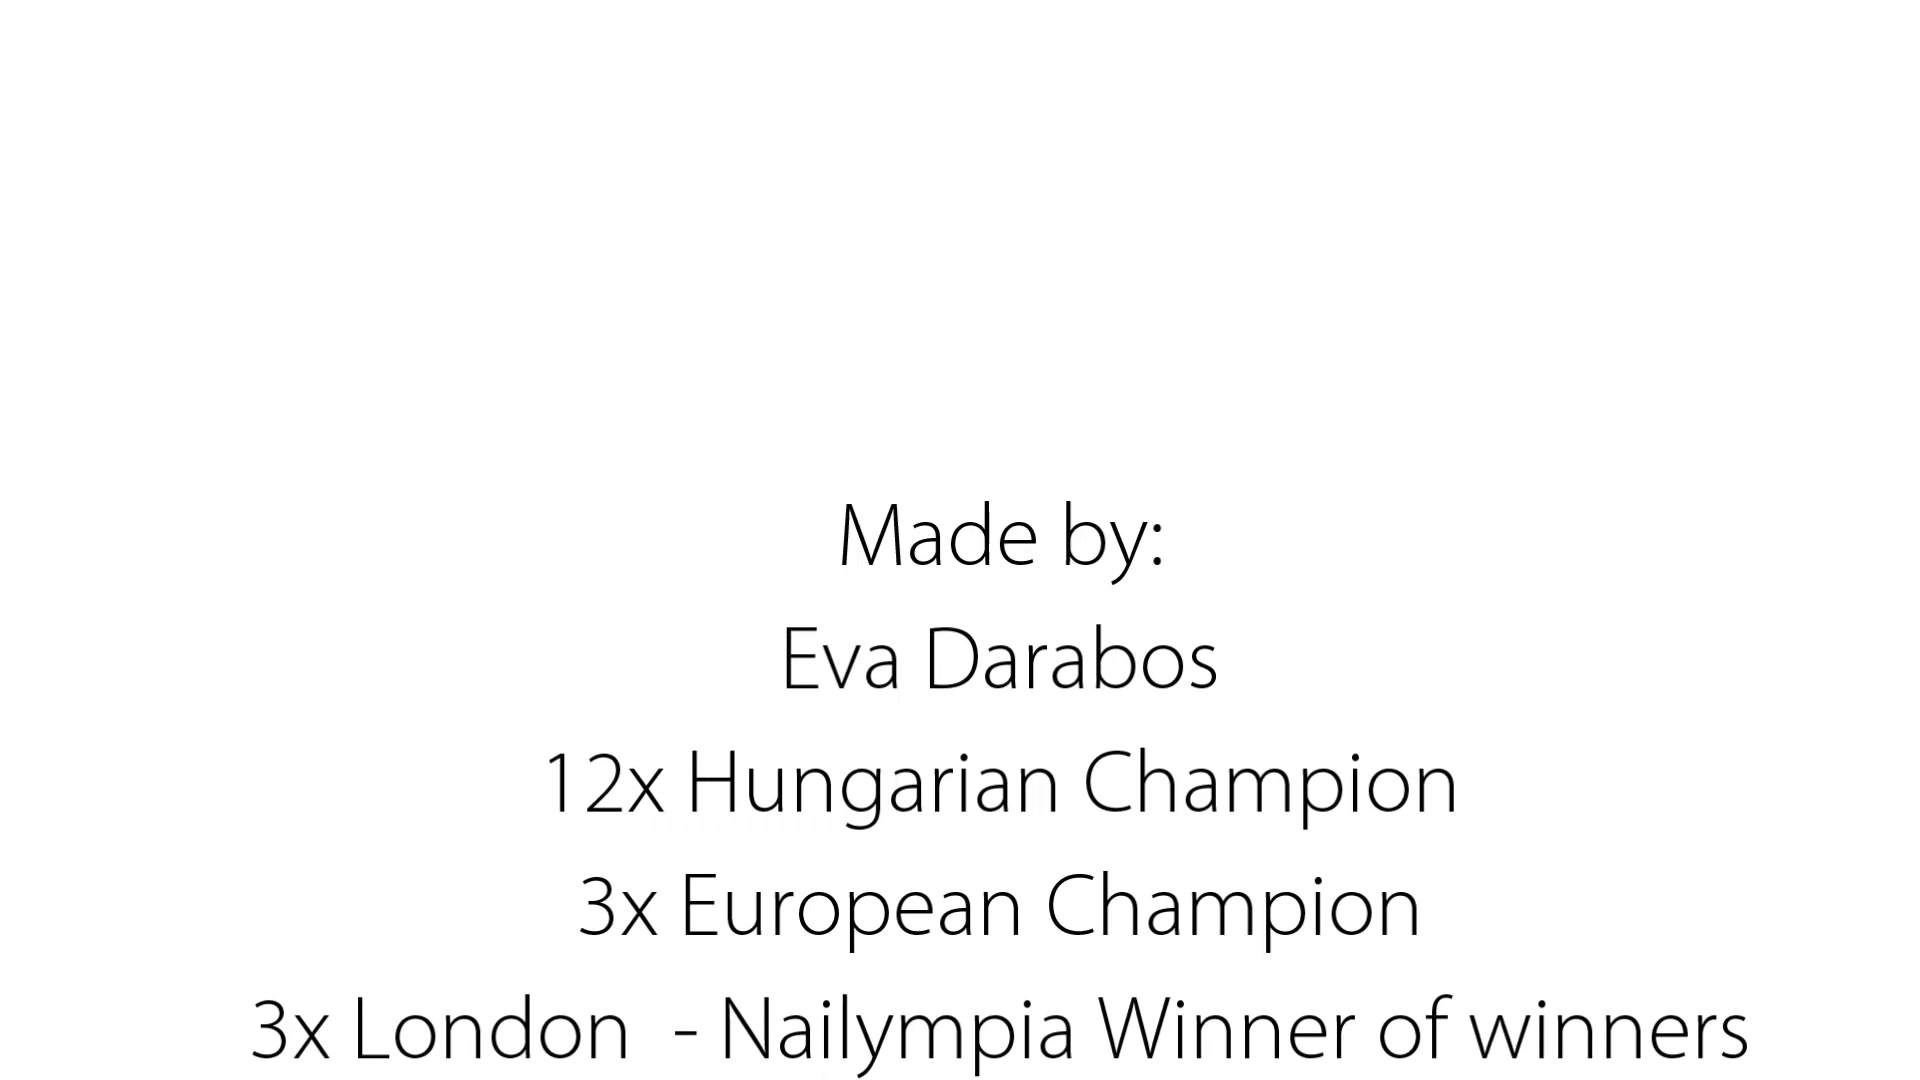 Made by:
Eva Darabos
12x Hungarian Champion
3x European Champion
3x London - Nailympia Winner of winners